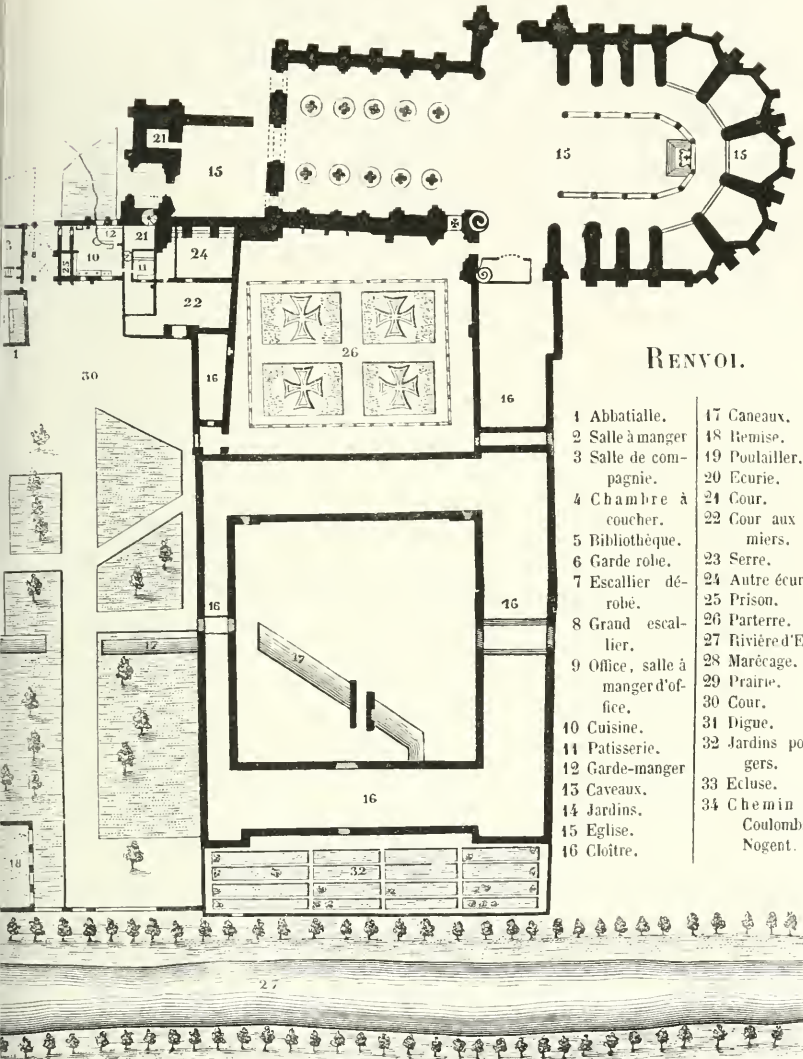 RENVOI.
1 Abbatialle.
2 Salle à manger
3 Salle de com-
pagnie.
4 Chambre à
coucher.
5 Bibliothèque.
6 Garde robe.
7 Escallier dé-
robé.
8 Grand escal-
lier.
9 Office, salle à
manger d'of-
fice.
10 Cuisine.
11 Patisserie.
12 Garde-manger
13 Caveaux.
14 Jardins.
15 Eglise.
16 Cloître.
17 Caneaux.
18 Remise.
19 Poulailler.
20 Ecurie.
21 Cour.
22 Cour aux
miers.
23 Serre.
24 Autre écur
25 Prison.
26 Parterre.
27 Rivière d'E
28 Marécage.
29 Prairie.
30 Cour.
31 Digue.
32 Jardins po
gers.
33 Ecluse.
34 Chemin
Coulomb
Nogent.
21
15
15
15
21
12
10
25
11
24
22
1
30
16
26
16
16
16
17
17
16
18
32
27